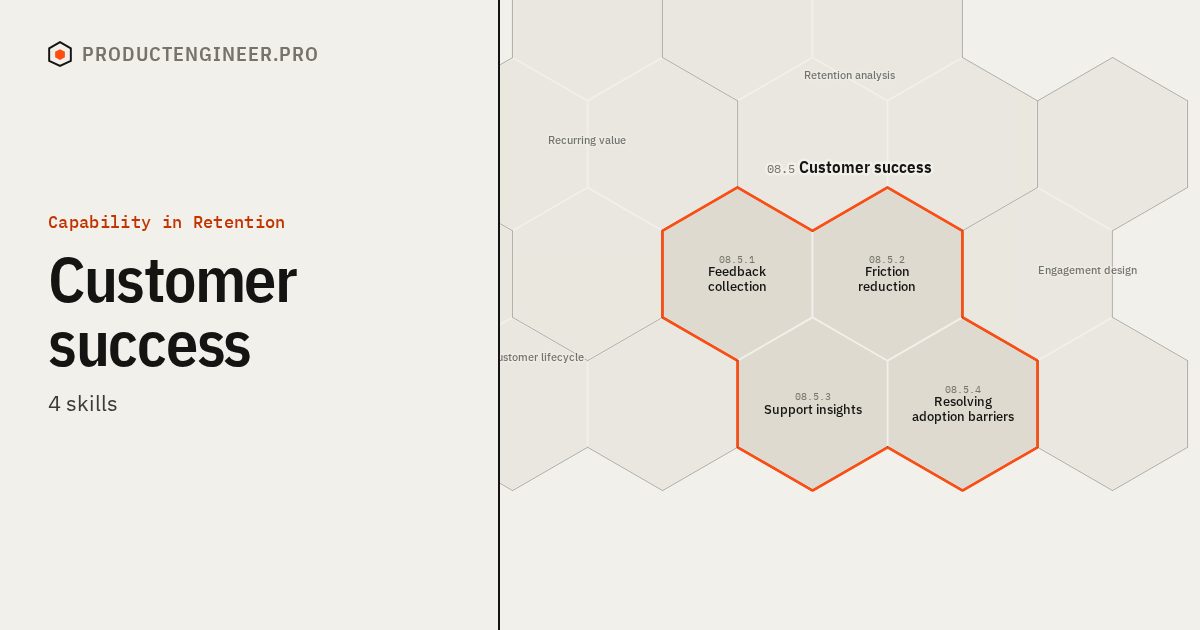 PRODUCTENGINEER.PRO
Capability in Retention
Customer
success
4 skills
Retention analysis
Recurring value
08.5 Customer success
08.5.1
Feedback
collection
08.5.2
Friction
reduction
Engagement design
ustomer lifecycle
08.5.3
Support insights
08.5.4
Resolving
adoption barriers